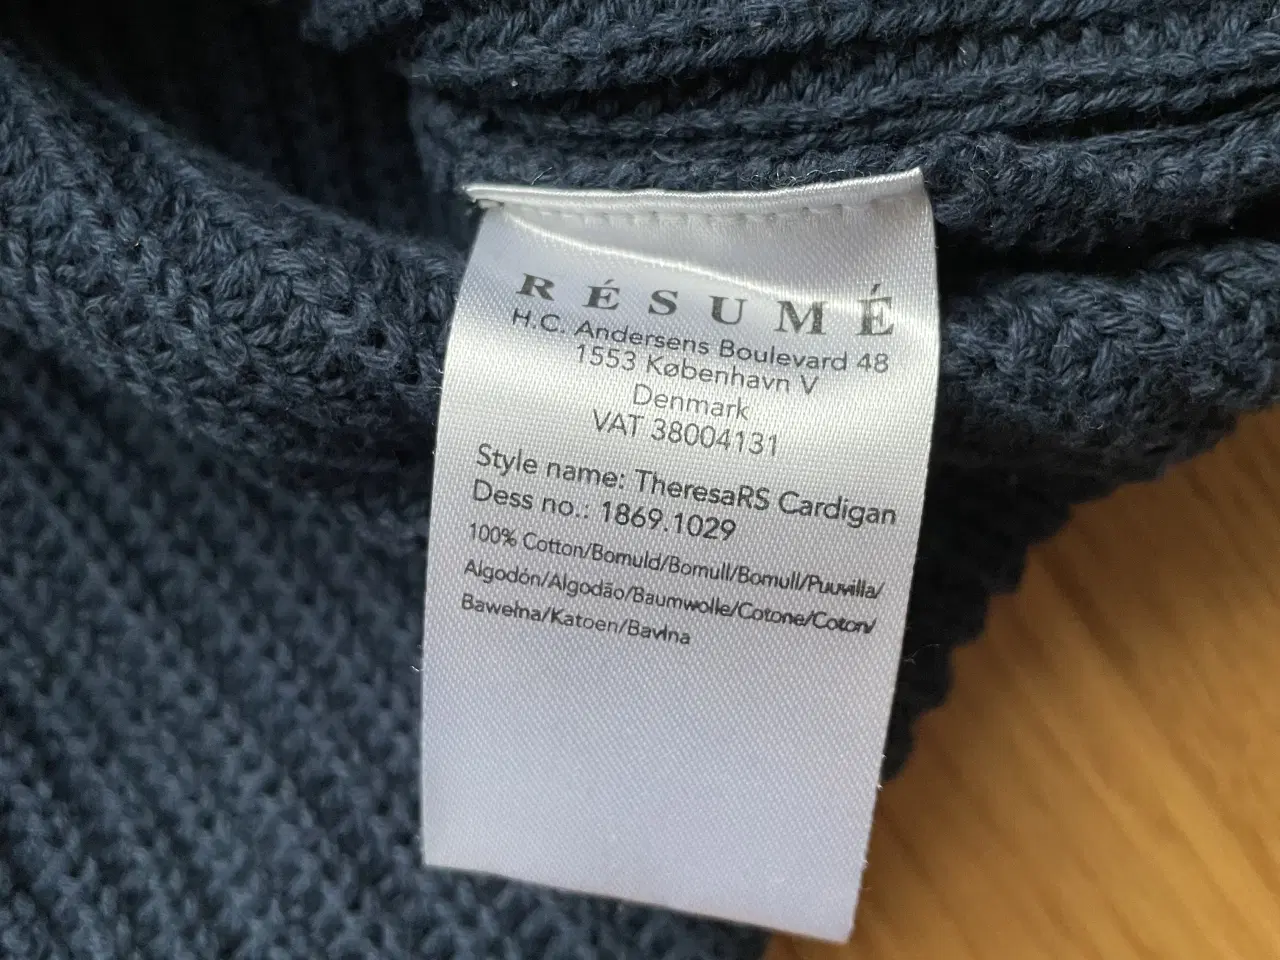 RÉSUMÉ
H.C. Andersens Boulevard 48
1553 København V
Denmark
VAT 38004131
Style name: TheresaRS Cardigan
Dess no.: 1869.1029
100% Cotton/Bomuld/Bomull/Bomull/Puuvilla/
Algodón/Algodão/Baumwolle/Cotone/Coton/
Bawełna/Katoen/Bavlna